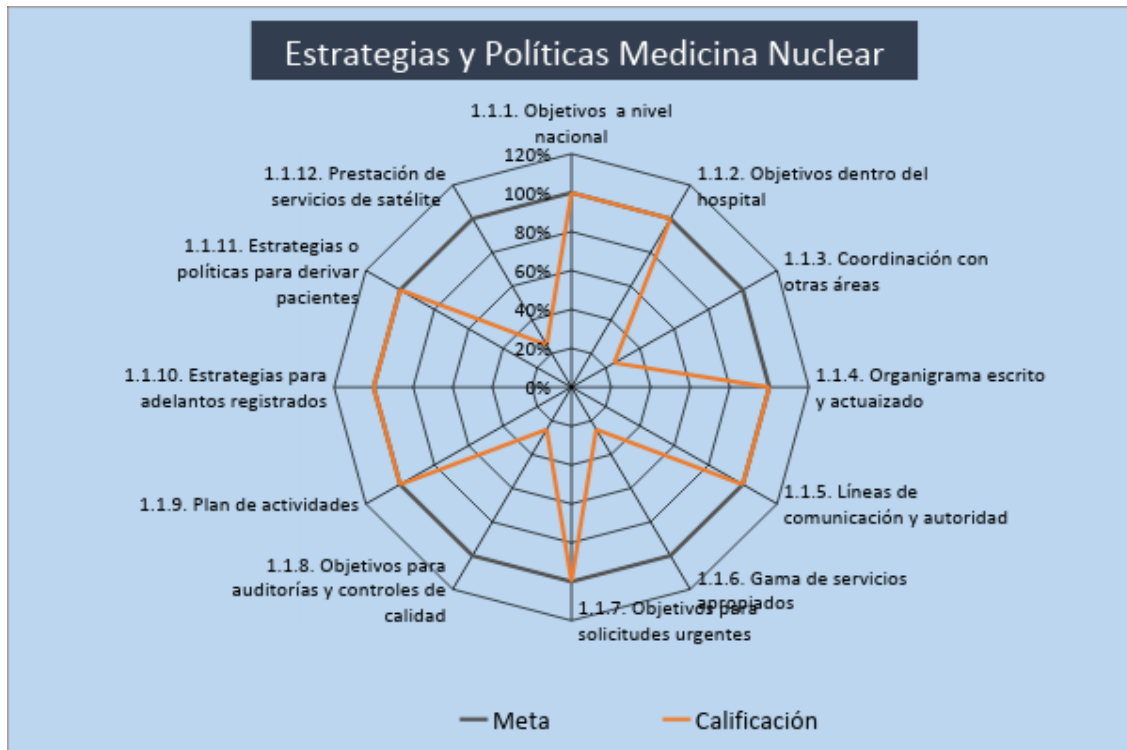 Estrategias y Políticas Medicina Nuclear
1.1.1. Objetivos a nivel
nacional
1.1.2. Objetivos dentro del
hospital
1.1.3. Coordinación con
otras áreas
1.1.4. Organigrama escrito
y actuaizado
1.1.5. Líneas de
comunicación y autoridad
1.1.6. Gama de servicios
apropiados
1.1.7. Objetivos para
solicitudes urgentes
1.1.8. Objetivos para
auditorías y controles de
calidad
1.1.9. Plan de actividades
1.1.10. Estrategias para
adelantos registrados
1.1.11. Estrategias o
políticas para derivar
pacientes
1.1.12. Prestación de
servicios de satélite
120%
100%
80%
60%
40%
20%
0%
Meta
Calificación